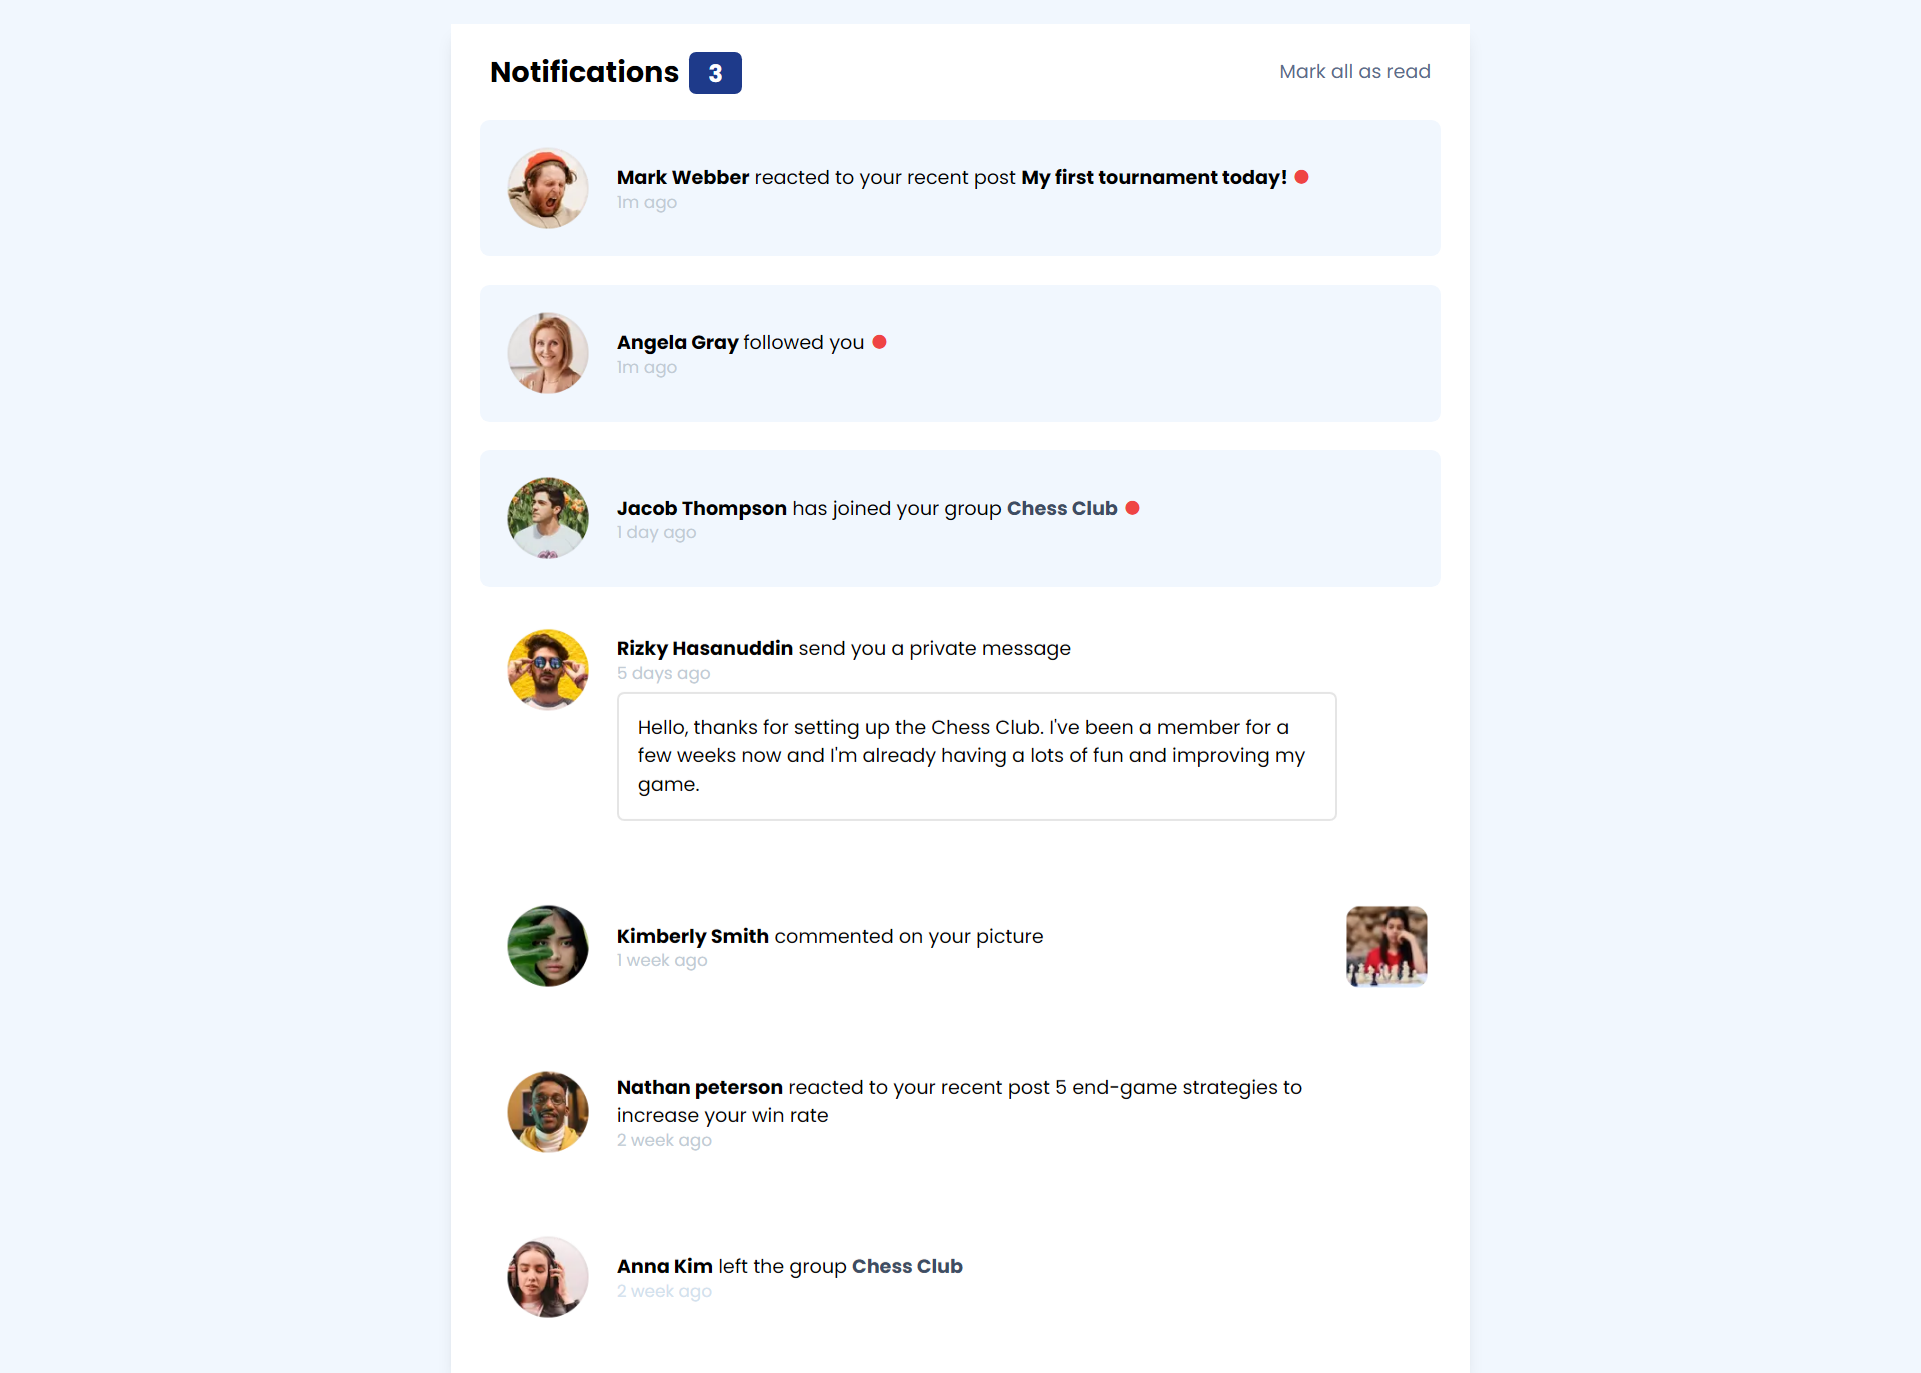 Notifications 3
Mark all as read
Mark Webber reacted to your recent post My first tournament today!
1m ago
Angela Gray followed you
1m ago
Jacob Thompson has joined your group Chess Club
1 day ago
Rizky Hasanuddin send you a private message
5 days ago
Hello, thanks for setting up the Chess Club. I've been a member for a
few weeks now and I'm already having a lots of fun and improving my
game.
Kimberly Smith commented on your picture
1 week ago
Nathan peterson reacted to your recent post 5 end-game strategies to
increase your win rate
2 week ago
Anna Kim left the group Chess Club
2 week ago